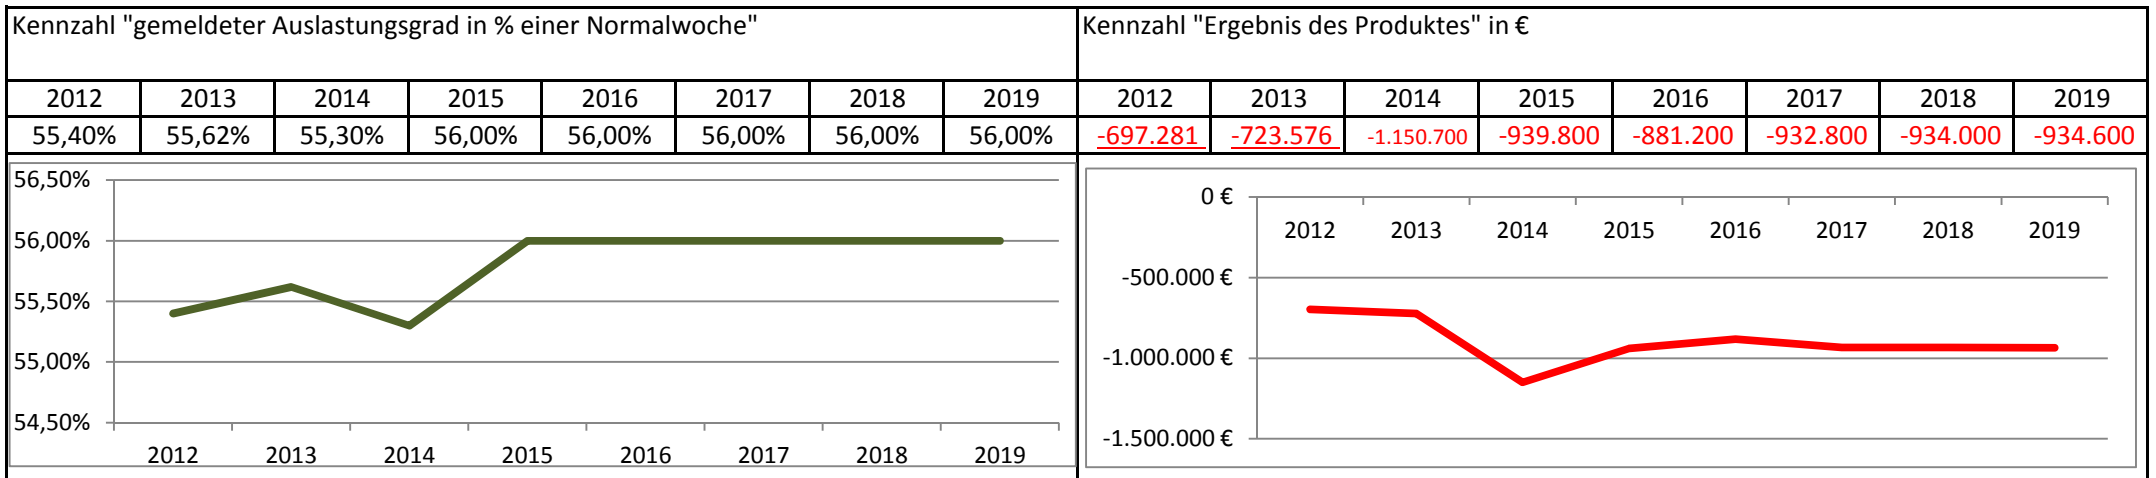 Kennzahl "gemeldeter Auslastungsgrad in % einer Normalwoche"
2012 2013 2014 2015 2016 2017 2018 2019
55,40% 55,62% 55,30% 56,00% 56,00% 56,00% 56,00% 56,00%
56,50%
56,00%
55,50%
55,00%
54,50%
2012 2013 2014 2015 2016 2017 2018 2019
Kennzahl "Ergebnis des Produktes" in €
2012 2013 2014 2015 2016 2017 2018 2019
-697.281 -723.576 -1.150.700 -939.800 -881.200 -932.800 -934.000 -934.600
0 €
2012 2013 2014 2015 2016 2017 2018 2019
-500.000 €
-1.000.000 €
-1.500.000 €